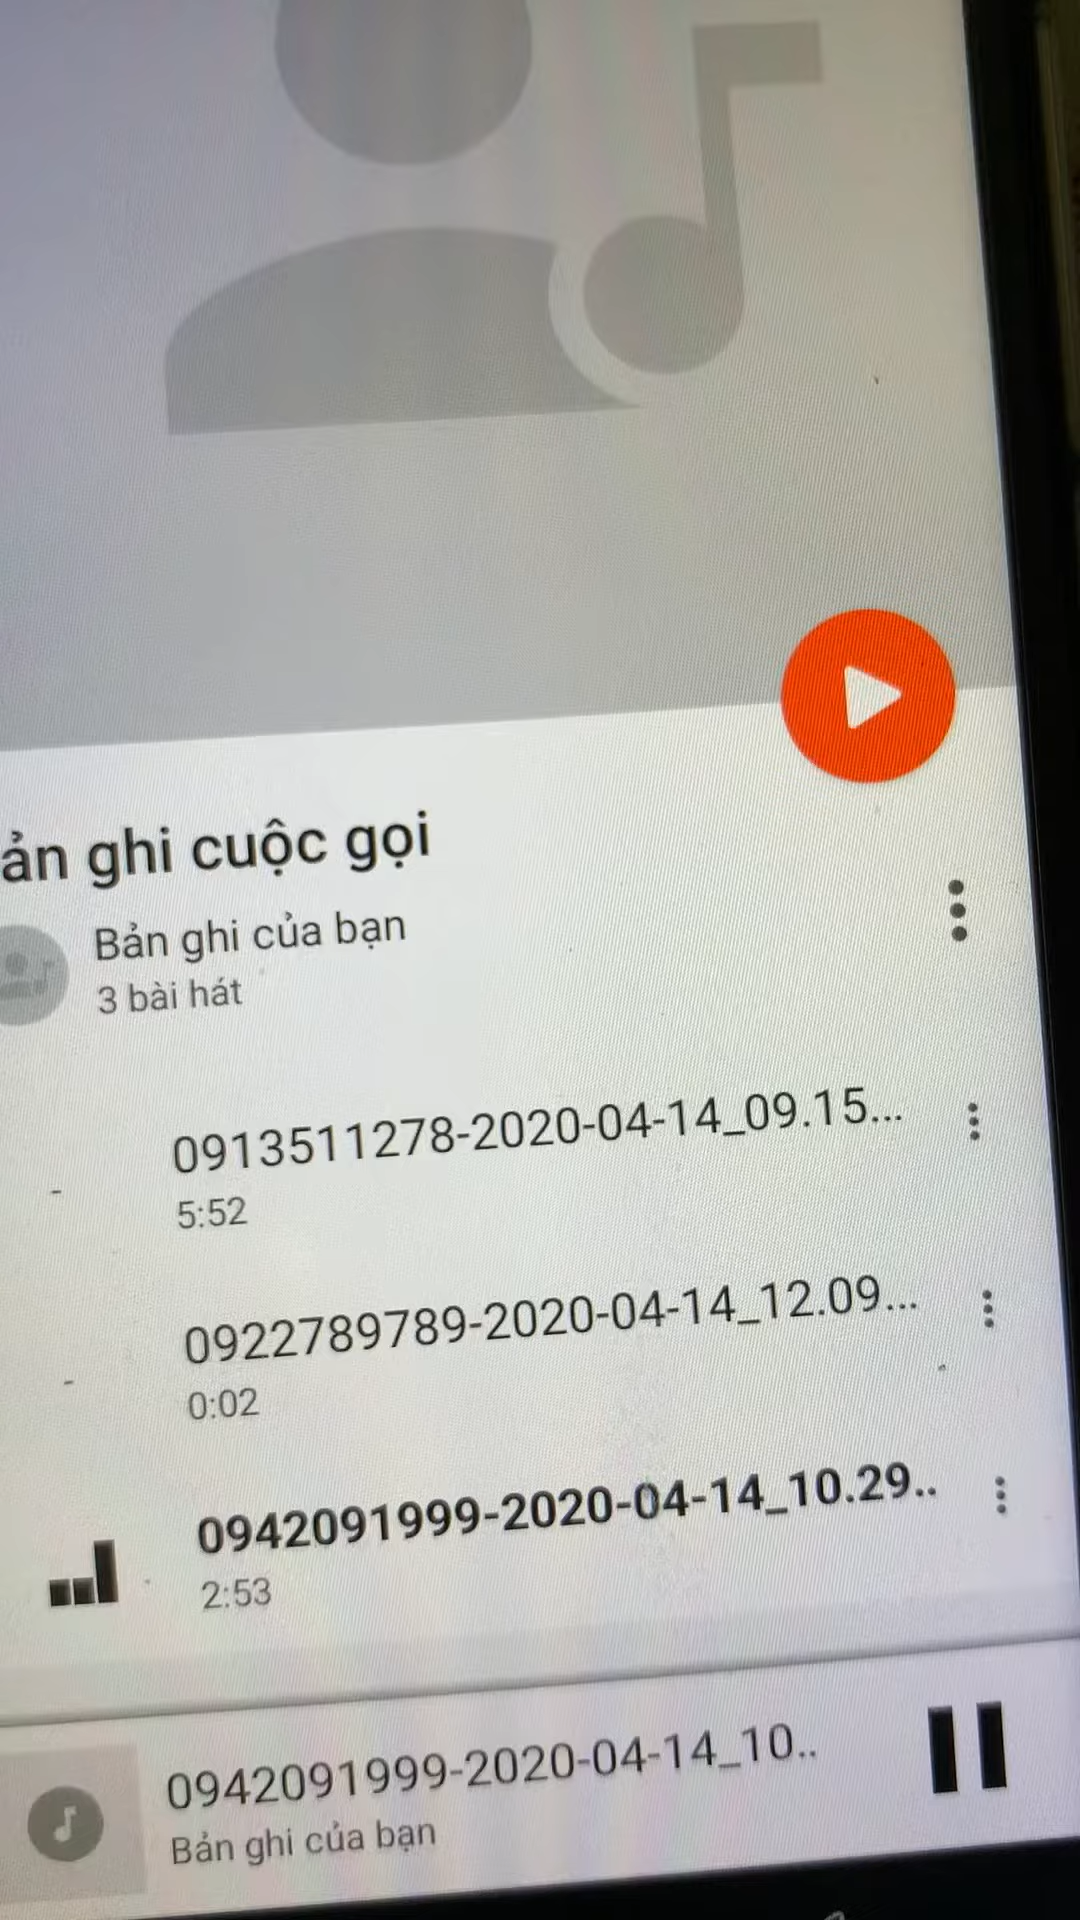 ản ghi cuộc gọi
Bản ghi của bạn
3 bài hát
0913511278-2020-04-14_09.15...
5:52
0922789789-2020-04-14_12.09...
0:02
0942091999-2020-04-14_10.29..
2:53
0942091999-2020-04-14_10..
Bản ghi của bạn